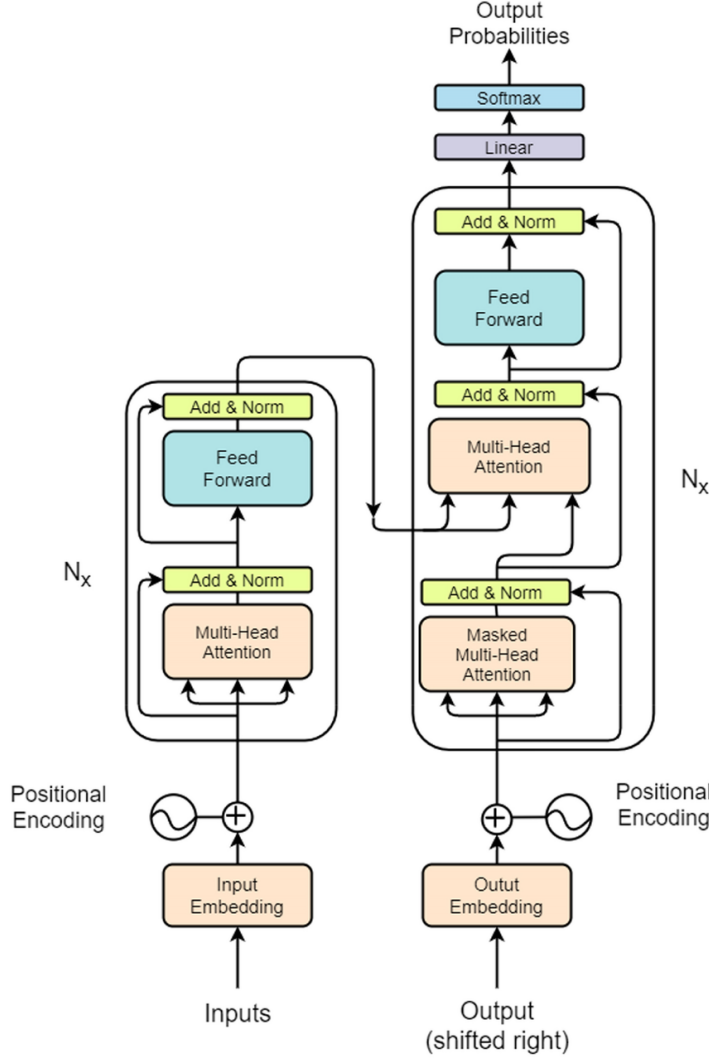 Output
Probabilities
Softmax
Linear
Add & Norm
Feed
Forward
Add & Norm
Multi-Head
Attention
N_x
Add & Norm
Masked
Multi-Head
Attention
Positional
Encoding
Outut
Embedding
Output
(shifted right)
Add & Norm
Feed
Forward
N_x
Add & Norm
Multi-Head
Attention
Positional
Encoding
Input
Embedding
Inputs